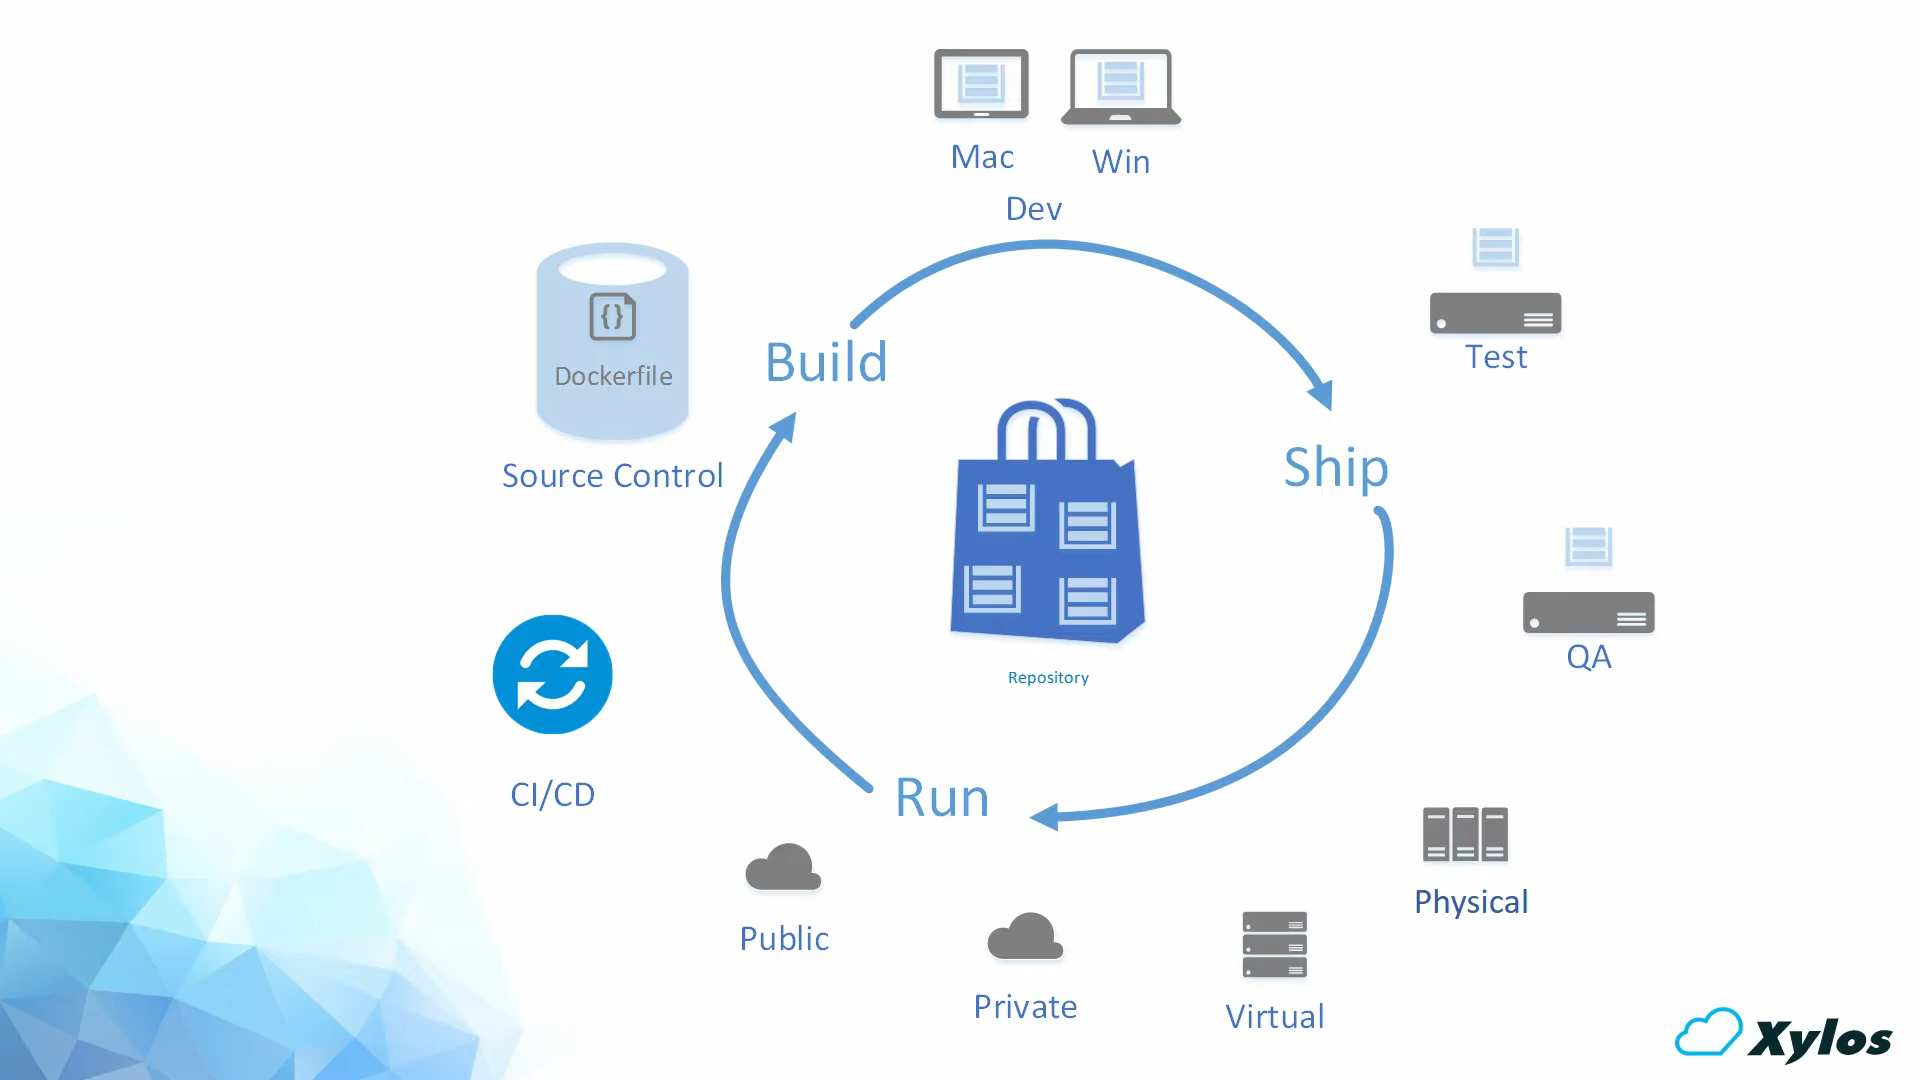 Mac
Win
Dev
{}
Dockerfile
Source Control
Build
Test
Ship
QA
Repository
CI/CD
Run
Physical
Public
Private
Virtual
Xylos